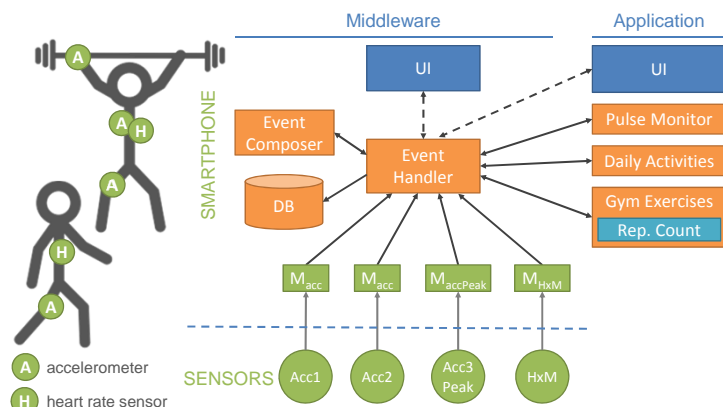 Middleware
Application
SMARTPHONE
UI
UI
Event
Composer
Event
Handler
DB
Pulse Monitor
Daily Activities
Gym Exercises
Rep. Count
Macc
Macc
MaccPeak
MHxM
SENSORS
Acc1
Acc2
Acc3
Peak
HxM
A
A
H
A
H
A
A accelerometer
H heart rate sensor